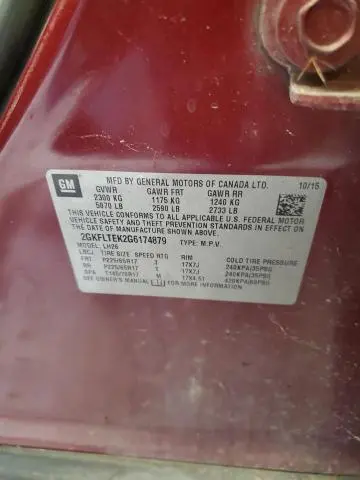 GM MFD BY GENERAL MOTORS OF CANADA LTD. 10/15
GVWR GAWR FRT GAWR RR
2300 KG 1175 KG 1240 KG
5070 LB 2590 LB 2733 LB
THIS VEHICLE CONFORMS TO ALL APPLICABLE U.S. FEDERAL MOTOR
VEHICLE SAFETY AND THEFT PREVENTION STANDARDS IN EFFECT ON
THE DATE OF MANUFACTURE SHOWN ABOVE.
2GKFLTEK2G6174879 TYPE: M.P.V.
MODEL: LH26
LNCJ TIRE SIZE SPEED RTG RIM COLD TIRE PRESSURE
FRT P225/65R17 T 17X7J 240KPA(35PSI)
RR P225/65R17 T 17X7J 240KPA(35PSI)
SPA M 17X4.5T 420KPA(60PSI)
SEE OWNER'S MANUAL FOR MORE INFORMATION